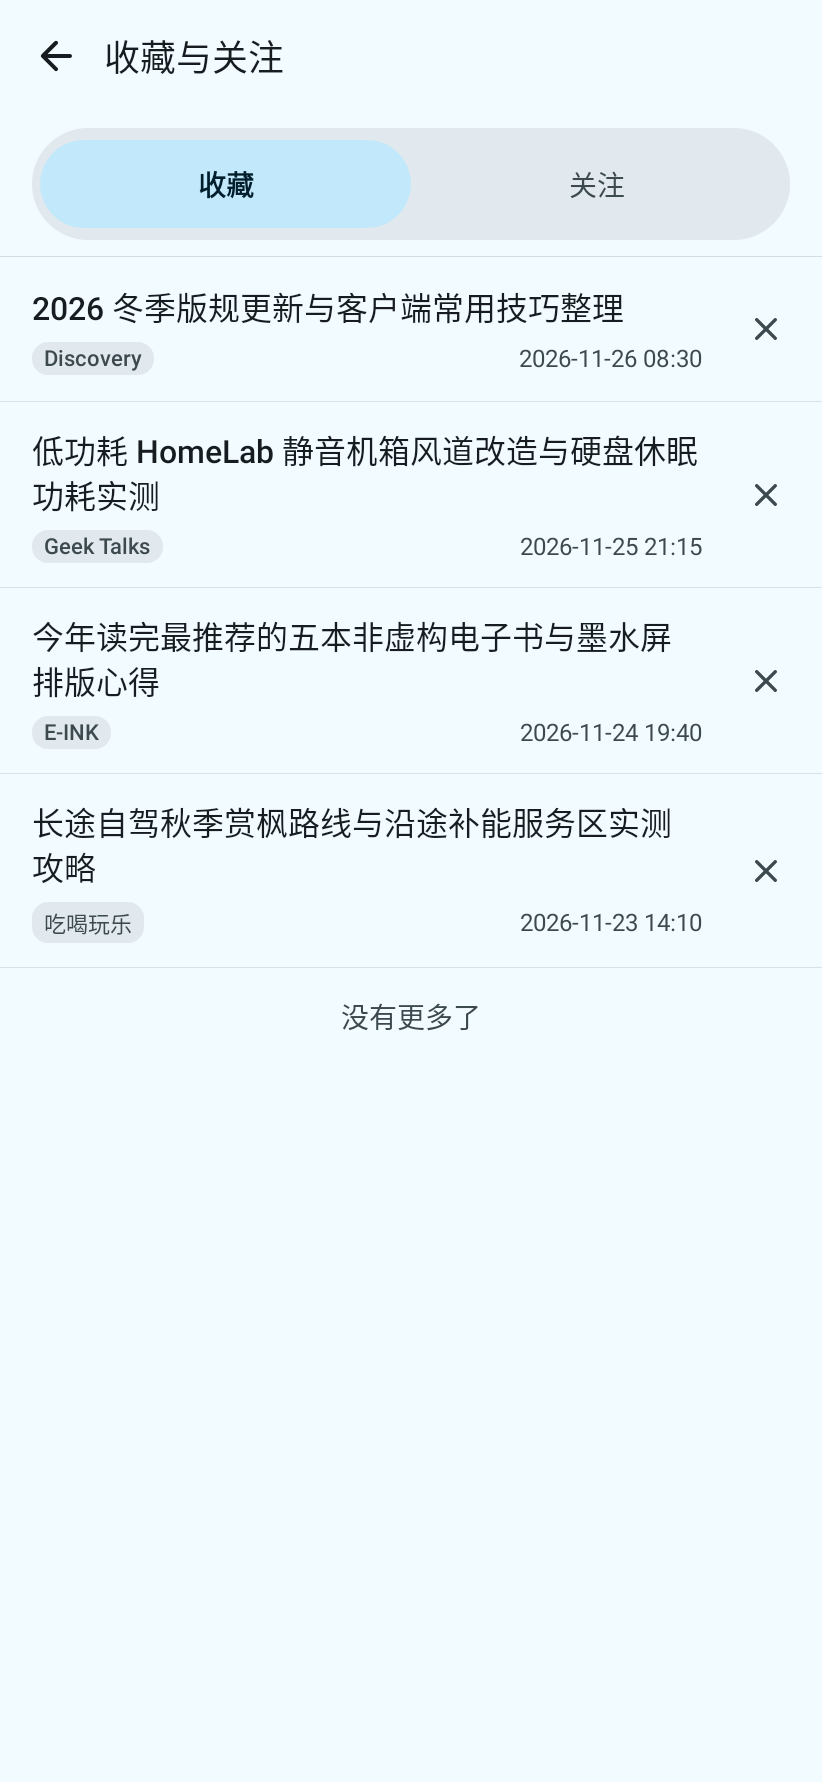 收藏与关注
收藏
关注
2026 冬季版规更新与客户端常用技巧整理
Discovery
2026-11-26 08:30
低功耗 HomeLab 静音机箱风道改造与硬盘休眠
功耗实测
Geek Talks
2026-11-25 21:15
今年读完最推荐的五本非虚构电子书与墨水屏
排版心得
E-INK
2026-11-24 19:40
长途自驾秋季赏枫路线与沿途补能服务区实测
攻略
吃喝玩乐
2026-11-23 14:10
没有更多了